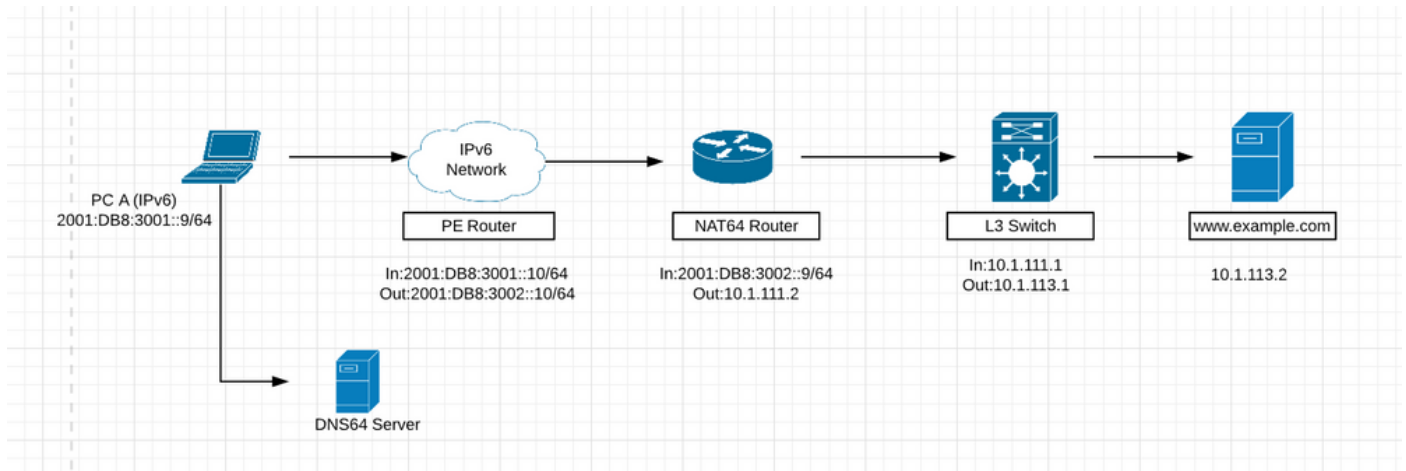 IPv6
Network
PC A (IPv6)
2001:DB8:3001::9/64
PE Router
NAT64 Router
L3 Switch
www.example.com
In:2001:DB8:3001::10/64
Out:2001:DB8:3002::10/64
In:2001:DB8:3002::9/64
Out:10.1.111.2
In:10.1.111.1
Out:10.1.113.1
10.1.113.2
DNS64 Server